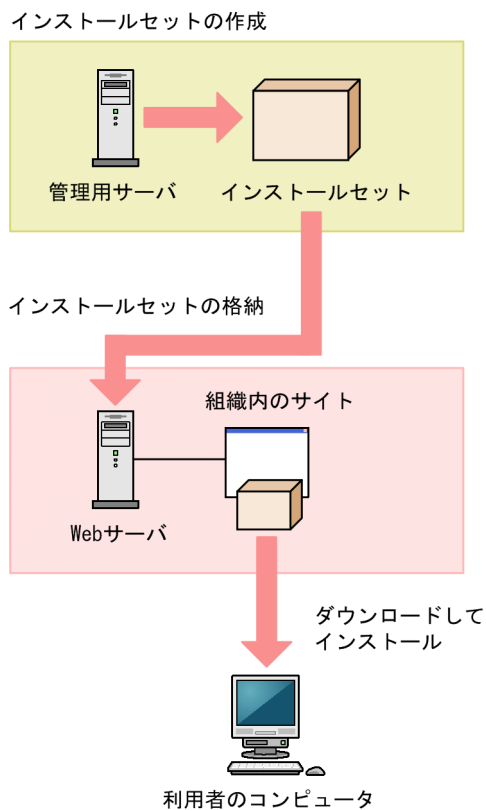 インストールセットの作成
管理用サーバ
インストールセット
インストールセットの格納
組織内のサイト
Webサーバ
ダウンロードして
インストール
利用者のコンピュータ